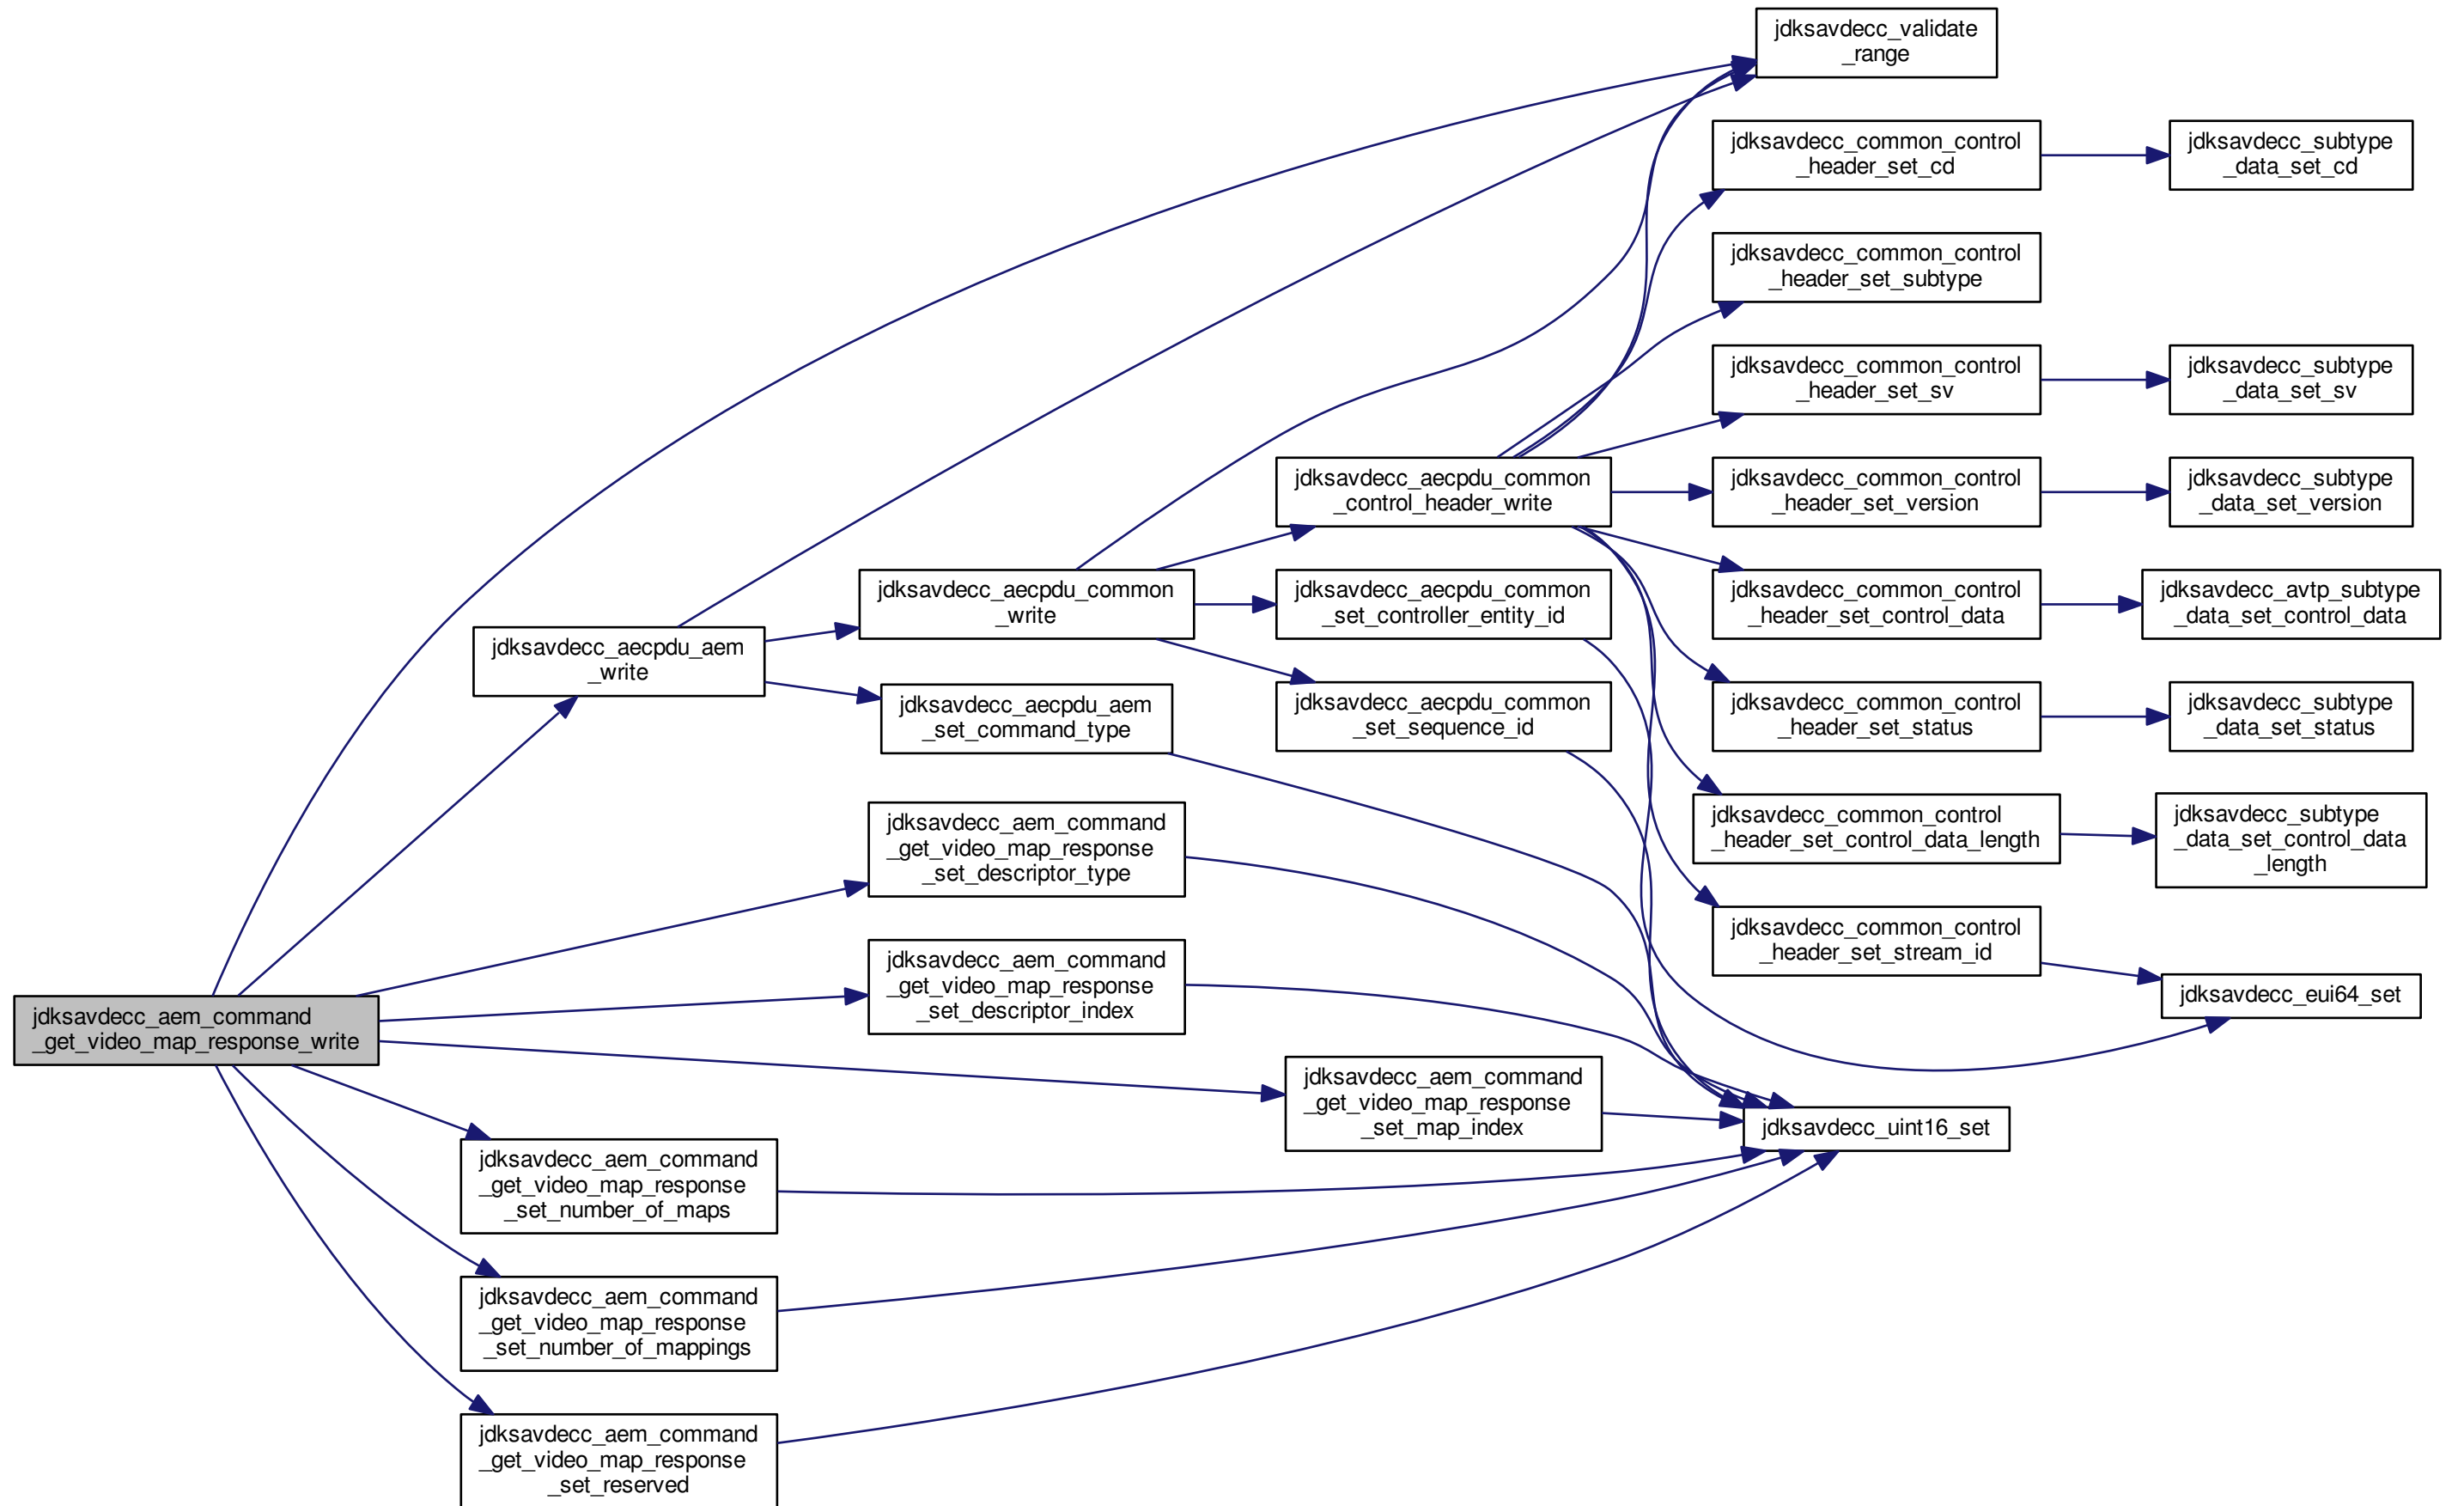 jdksavdecc_validate
_range
jdksavdecc_common_control
_header_set_cd
jdksavdecc_subtype
_data_set_cd
jdksavdecc_common_control
_header_set_subtype
jdksavdecc_common_control
_header_set_sv
jdksavdecc_subtype
_data_set_sv
jdksavdecc_aecpdu_common
_control_header_write
jdksavdecc_common_control
_header_set_version
jdksavdecc_subtype
_data_set_version
jdksavdecc_aecpdu_common
_write
jdksavdecc_aecpdu_common
_set_controller_entity_id
jdksavdecc_common_control
_header_set_control_data
jdksavdecc_avtp_subtype
_data_set_control_data
jdksavdecc_aecpdu_aem
_write
jdksavdecc_aecpdu_aem
_set_command_type
jdksavdecc_aecpdu_common
_set_sequence_id
jdksavdecc_common_control
_header_set_status
jdksavdecc_subtype
_data_set_status
jdksavdecc_aem_command
_get_video_map_response
_set_descriptor_type
jdksavdecc_common_control
_header_set_control_data_length
jdksavdecc_subtype
_data_set_control_data
_length
jdksavdecc_aem_command
_get_video_map_response
_set_descriptor_index
jdksavdecc_common_control
_header_set_stream_id
jdksavdecc_eui64_set
jdksavdecc_aem_command
_get_video_map_response_write
jdksavdecc_aem_command
_get_video_map_response
_set_map_index
jdksavdecc_uint16_set
jdksavdecc_aem_command
_get_video_map_response
_set_number_of_maps
jdksavdecc_aem_command
_get_video_map_response
_set_number_of_mappings
jdksavdecc_aem_command
_get_video_map_response
_set_reserved